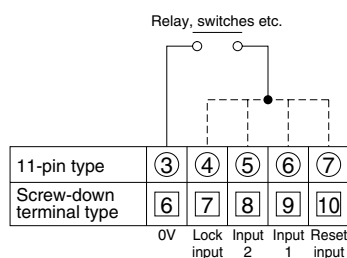 Relay, switches etc.
11-pin type ③ ④ ⑤ ⑥ ⑦
Screw-down
terminal type 6 7 8 9 10
0V Lock Input Input Reset
input 2 1 input